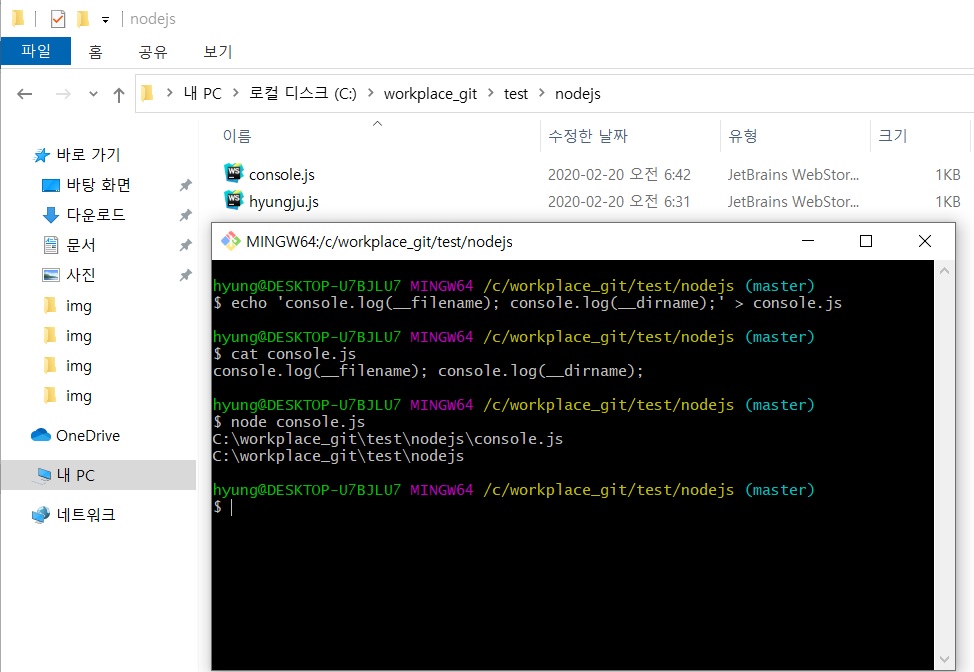 nodejs
파일 홈 공유 보기
내 PC > 로컬 디스크 (C:) > workplace_git > test > nodejs
이름 수정한 날짜 유형 크기
console.js 2020-02-20 오전 6:42 JetBrains WebStor... 1KB
hyungju.js 2020-02-20 오전 6:31 JetBrains WebStor... 1KB
바로 가기
바탕 화면
다운로드
문서
사진
img
img
img
img
OneDrive
내 PC
네트워크
MINGW64:/c/workplace_git/test/nodejs
hyung@DESKTOP-U7BJLU7 MINGW64 /c/workplace_git/test/nodejs (master)
$ echo 'console.log(__filename); console.log(__dirname);' > console.js
hyung@DESKTOP-U7BJLU7 MINGW64 /c/workplace_git/test/nodejs (master)
$ cat console.js
console.log(__filename); console.log(__dirname);
hyung@DESKTOP-U7BJLU7 MINGW64 /c/workplace_git/test/nodejs (master)
$ node console.js
C:\workplace_git\test\nodejs\console.js
C:\workplace_git\test\nodejs
hyung@DESKTOP-U7BJLU7 MINGW64 /c/workplace_git/test/nodejs (master)
$